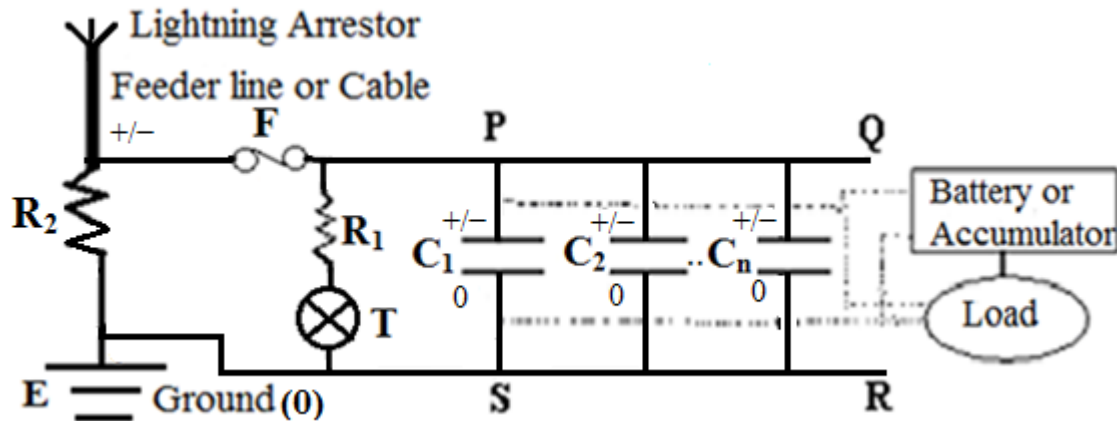 Lightning Arrestor
Feeder line or Cable
+/−
F
P
Q
R2
R1
+/− +/− +/−
C1 C2 .. Cn
0 0 0
Battery or
Accumulator
T
Load
E Ground (0)
S
R